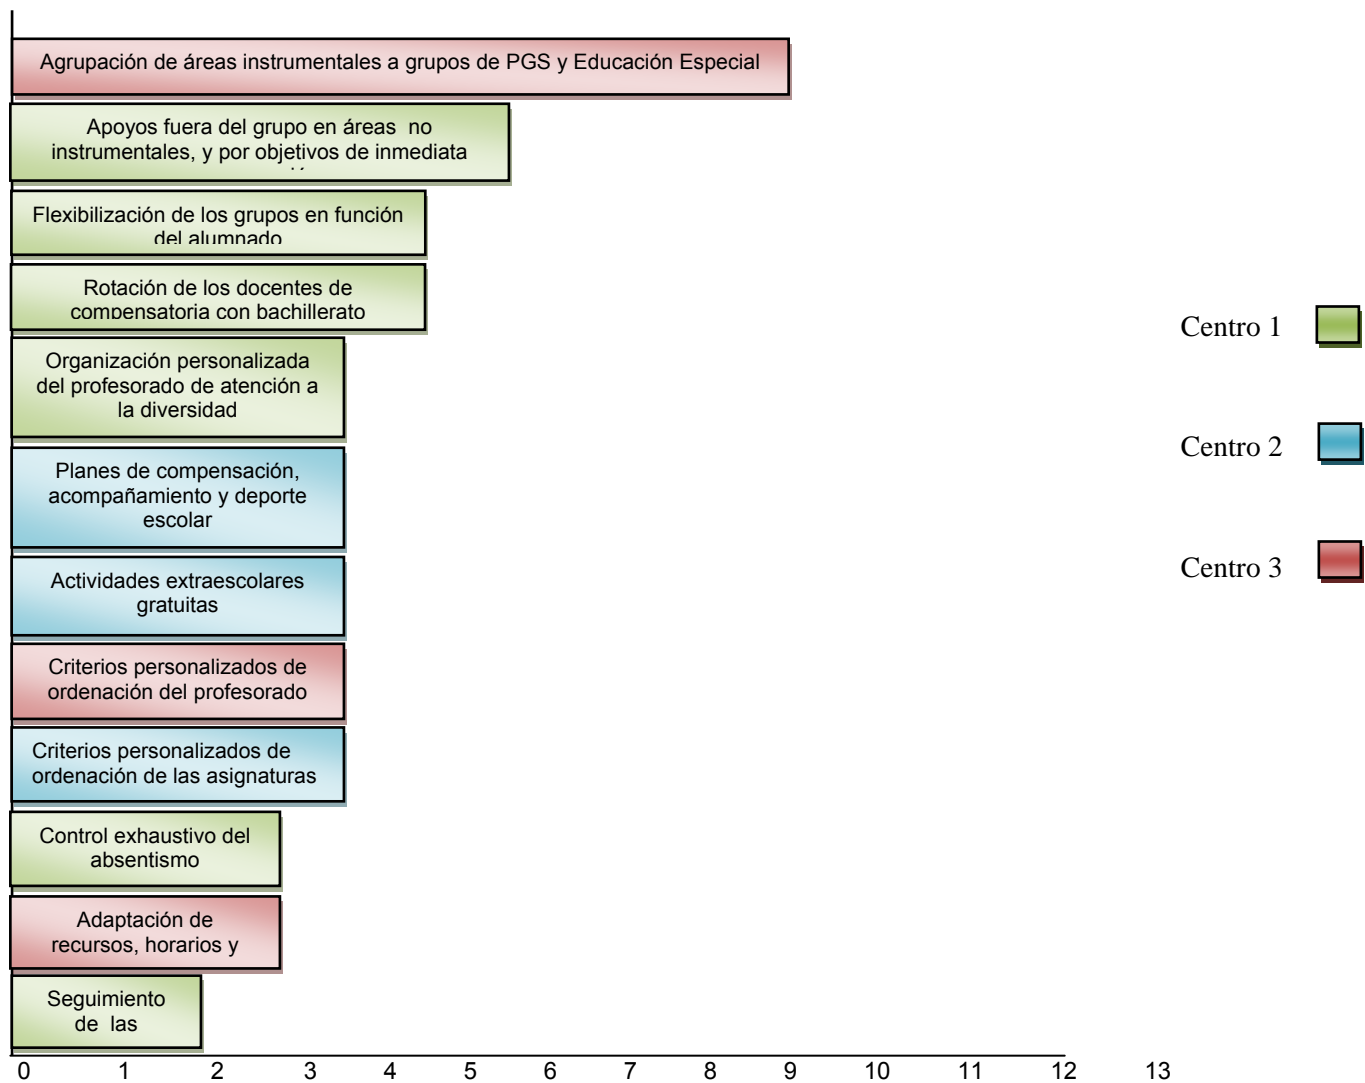 Agrupación de áreas instrumentales a grupos de PGS y Educación Especial
Apoyos fuera del grupo en áreas no
instrumentales, y por objetivos de inmediata
Flexibilización de los grupos en función
del alumnado
Rotación de los docentes de
compensatoria con bachillerato
Organización personalizada
del profesorado de atención a
la diversidad
Planes de compensación,
acompañamiento y deporte
escolar
Actividades extraescolares
gratuitas
Criterios personalizados de
ordenación del profesorado
Criterios personalizados de
ordenación de las asignaturas
Control exhaustivo del
absentismo
Adaptación de
recursos, horarios y
Seguimiento
de las
Centro 1
Centro 2
Centro 3
0 1 2 3 4 5 6 7 8 9 10 11 12 13